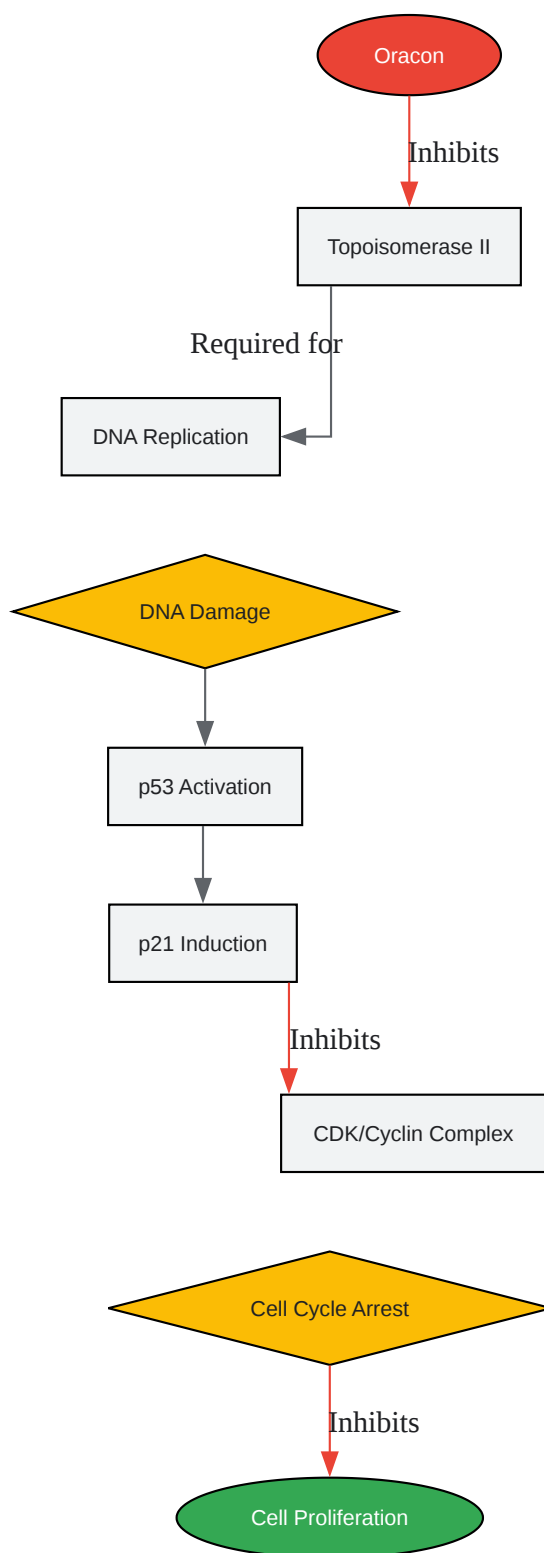 Oracon
Inhibits
Topoisomerase II
Required for
DNA Replication
DNA Damage
p53 Activation
p21 Induction
Inhibits
CDK/Cyclin Complex
Cell Cycle Arrest
Inhibits
Cell Proliferation